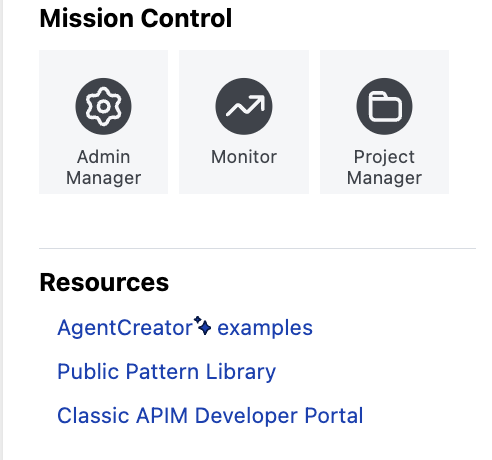 Mission Control
Admin
Manager
Monitor
Project
Manager
Resources
AgentCreator examples
Public Pattern Library
Classic APIM Developer Portal